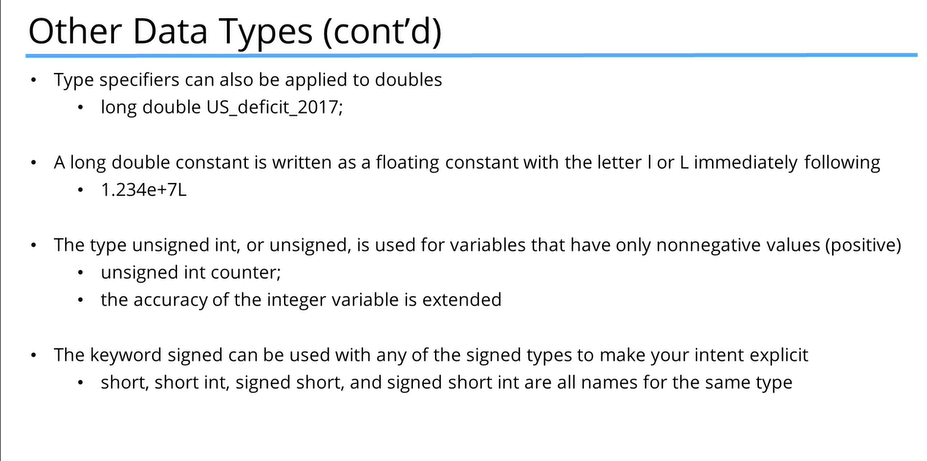 Other Data Types (cont’d)
• Type specifiers can also be applied to doubles
• long double US_deficit_2017;
• A long double constant is written as a floating constant with the letter l or L immediately following
• 1.234e+7L
• The type unsigned int, or unsigned, is used for variables that have only nonnegative values (positive)
• unsigned int counter;
• the accuracy of the integer variable is extended
• The keyword signed can be used with any of the signed types to make your intent explicit
• short, short int, signed short, and signed short int are all names for the same type